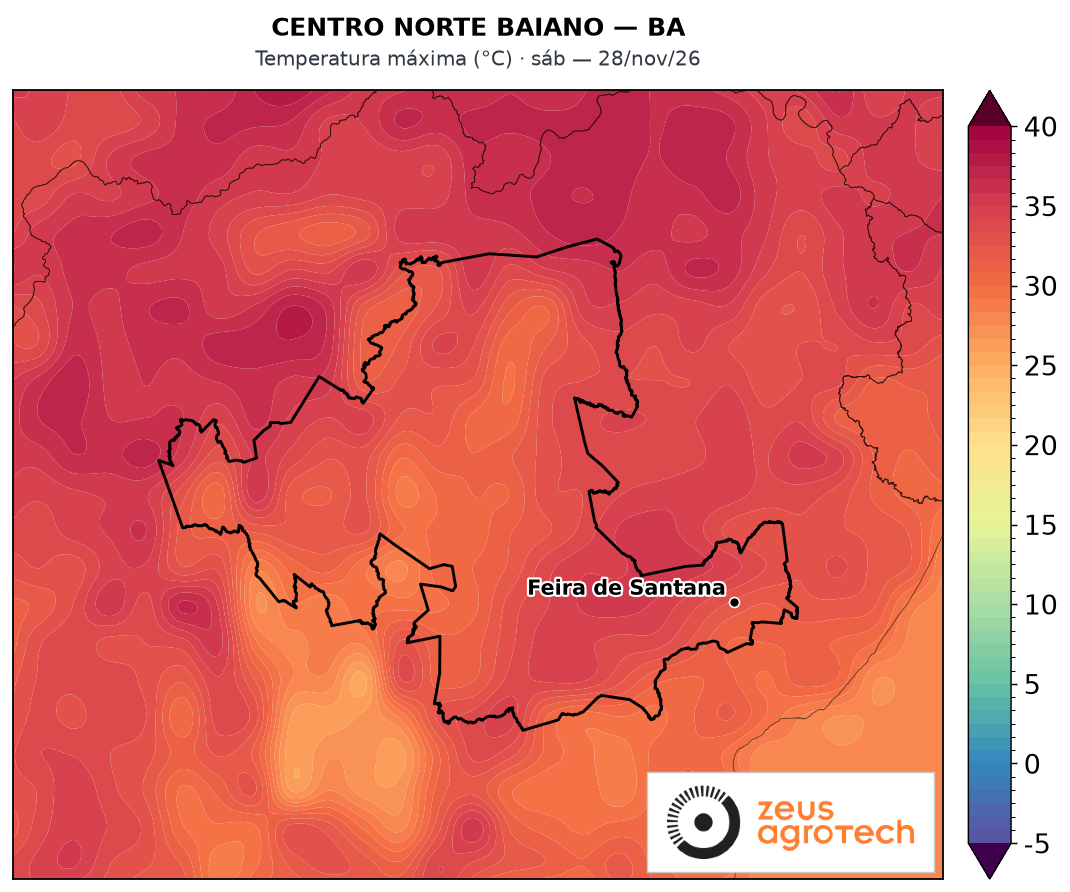 CENTRO NORTE BAIANO — BA
Temperatura máxima (°C) · sáb — 28/nov/26
40
35
30
25
20
15
10
5
0
-5
Feira de Santana
zeus
agrotech